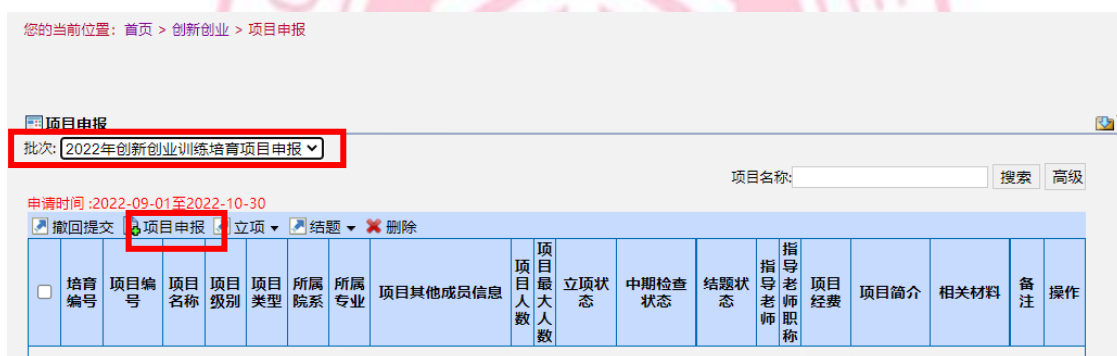 您的当前位置：首页 > 创新创业 > 项目申报
项目申报
批次: 2022年创新创业训练培育项目申报
项目名称: 搜索 高级
申请时间 :2022-09-01至2022-10-30
撤回提交 项目申报 立项 结题 删除
培育编号 项目编号 项目名称 项目级别 项目类型 所属院系 所属专业 项目其他成员信息 项目人数 项目最大人数 立项状态 中期检查状态 结题状态 指导老师 指导老师职称 项目经费 项目简介 相关材料 备注 操作